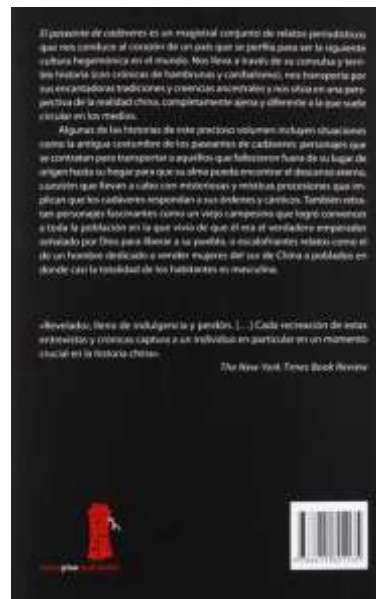 El paseante de cadáveres es un magistral conjunto de relatos periodísticos
que nos conduce al corazón de un país que se perfila para ser la siguiente
cultura hegemónica en el mundo. Nos lleva a través de su convulsa y terri-
ble historia (con crónicas de hambrunas y canibalismo), nos transporta por
sus encantadoras tradiciones y creencias ancestrales y nos sitúa en una pers-
pectiva de la realidad china, completamente ajena y diferente a la que suele
circular en los medios.
Algunas de las historias de este precioso volumen incluyen situaciones
como la antigua costumbre de los paseantes de cadáveres: personajes que
se contratan para transportar a aquellos que fallecieron fuera de su lugar de
origen hasta su hogar para que su alma pueda encontrar el descanso eterno,
cuestión que llevan a cabo con misteriosas y místicas procesiones que im-
plican que los cadáveres respondan a sus órdenes y cánticos. También retra-
tan personajes fascinantes como un viejo campesino que logró convencer
a toda la población en la que vivía de que él era el verdadero emperador
señalado por Dios para liberar a su pueblo, o escalofriantes relatos como el
de un hombre dedicado a vender mujeres del sur de China a poblados en
donde casi la totalidad de los habitantes es masculina.
«Revelador, lleno de indulgencia y perdón. (…) Cada recreación de estas
entrevistas y crónicas captura a un individuo en particular en un momento
crucial en la historia china».
The New York Times Book Review